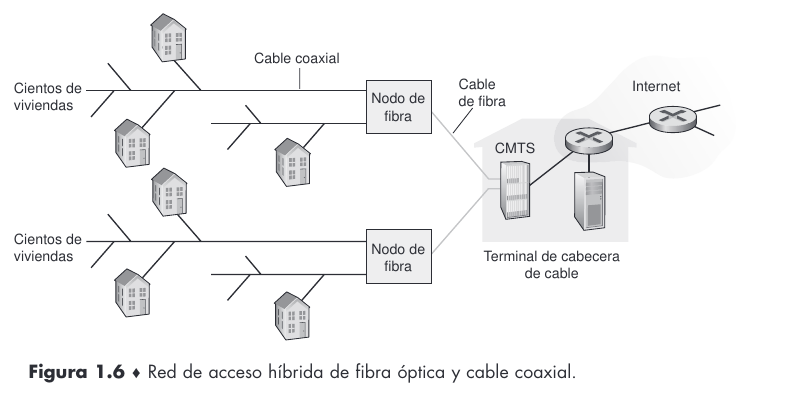 Cable coaxial
Cientos de
viviendas
Nodo de
fibra
Cable
de fibra
Internet
CMTS
Cientos de
viviendas
Nodo de
fibra
Terminal de cabecera
de cable
Figura 1.6 ♦ Red de acceso híbrida de fibra óptica y cable coaxial.